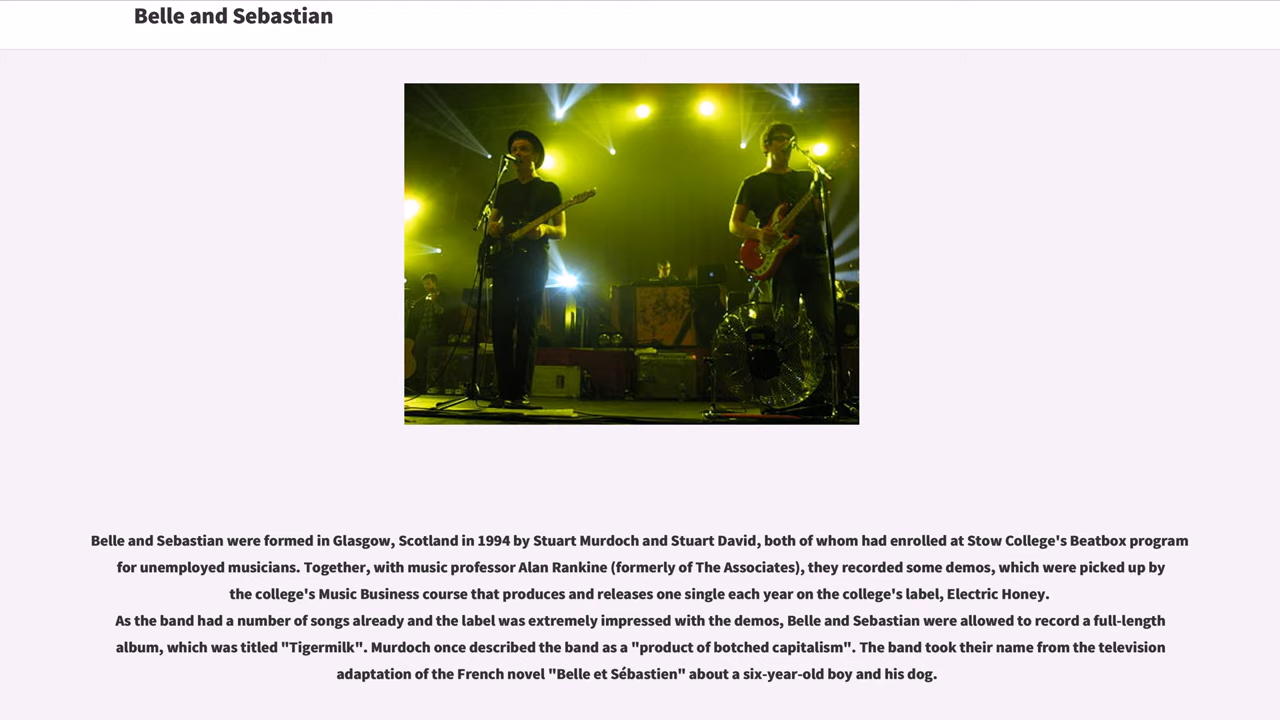 Belle and Sebastian
Belle and Sebastian were formed in Glasgow, Scotland in 1994 by Stuart Murdoch and Stuart David, both of whom had enrolled at Stow College's Beatbox program
for unemployed musicians. Together, with music professor Alan Rankine (formerly of The Associates), they recorded some demos, which were picked up by
the college's Music Business course that produces and releases one single each year on the college's label, Electric Honey.
As the band had a number of songs already and the label was extremely impressed with the demos, Belle and Sebastian were allowed to record a full-length
album, which was titled "Tigermilk". Murdoch once described the band as a "product of botched capitalism". The band took their name from the television
adaptation of the French novel "Belle et Sébastien" about a six-year-old boy and his dog.